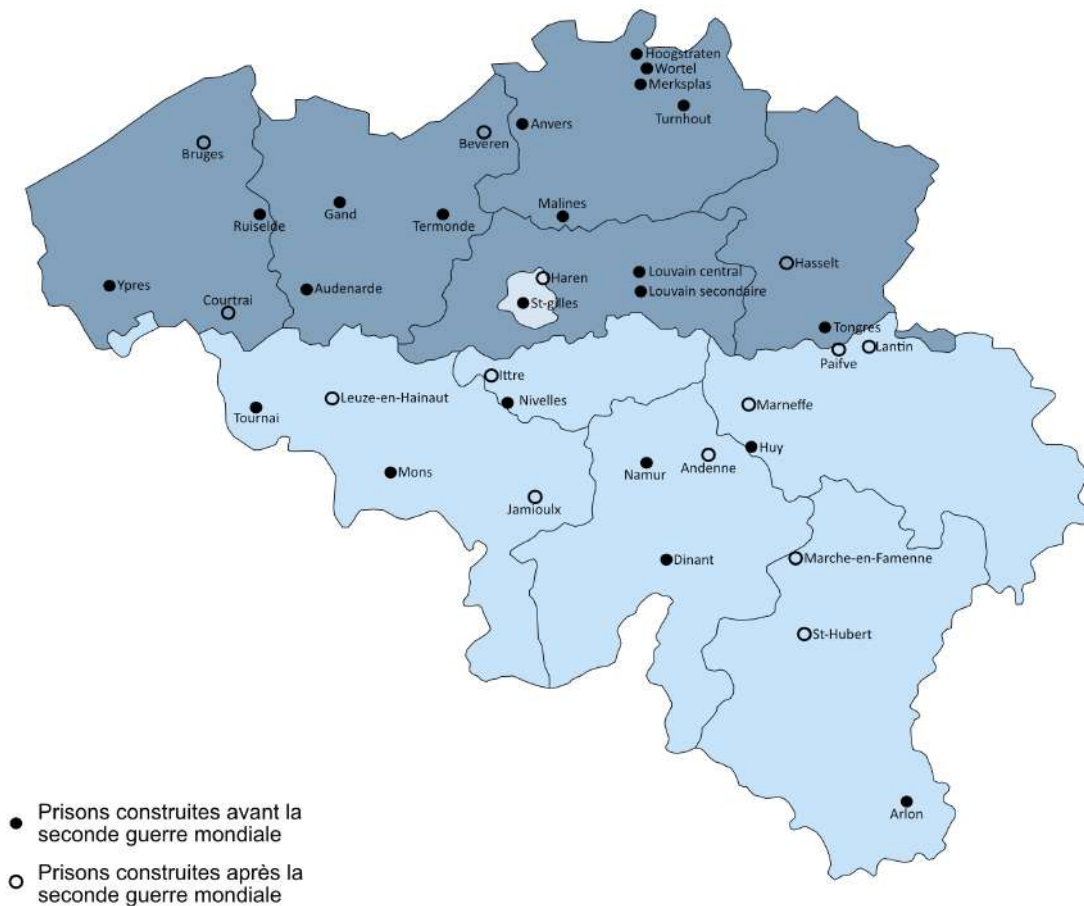 Hoogstraten
Wortel
Merksplas
Turnhout
Anvers
Beveren
Bruges
Malines
Gand
Termonde
Ruiselde
Hasselt
Louvain central
Haren
Ypres
Audenarde
Louvain secondaire
Courtrai
St-gilles
Tongres
Lantin
Paifve
Ittre
Leuze-en-Hainaut
Nivelles
Marneffe
Tournai
Huy
Mons
Namur
Andenne
Jamioulx
Dinant
Marche-en-Famenne
St-Hubert
Arlon
Prisons construites avant la
seconde guerre mondiale
Prisons construites après la
seconde guerre mondiale